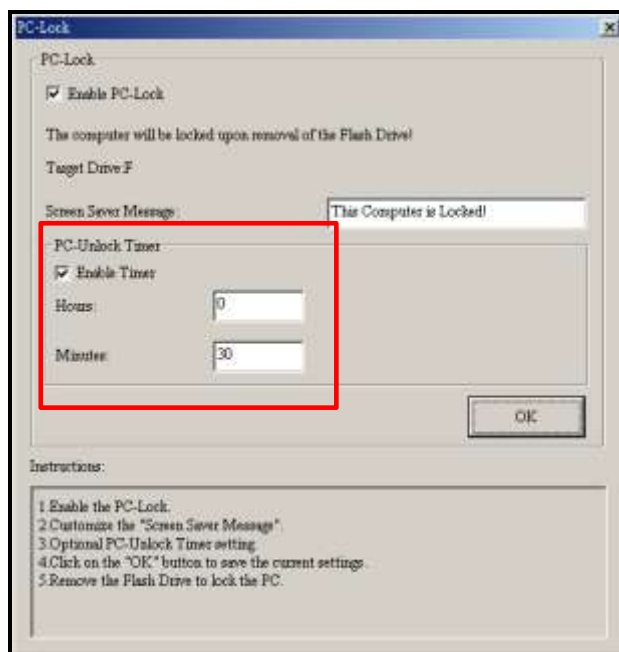 PC-Lock
PC-Lock
Enable PC-Lock
The computer will be locked upon removal of the Flash Drive!
Target Drive:F
Screen Saver Message: This Computer is Locked!
PC-Unlock Timer
Enable Timer
Hours: 0
Minutes: 30
OK
Instructions:
1.Enable the PC-Lock.
2.Customize the "Screen Saver Message".
3.Optional PC-Unlock Timer setting.
4.Click on the "OK" button to save the current settings.
5.Remove the Flash Drive to lock the PC.